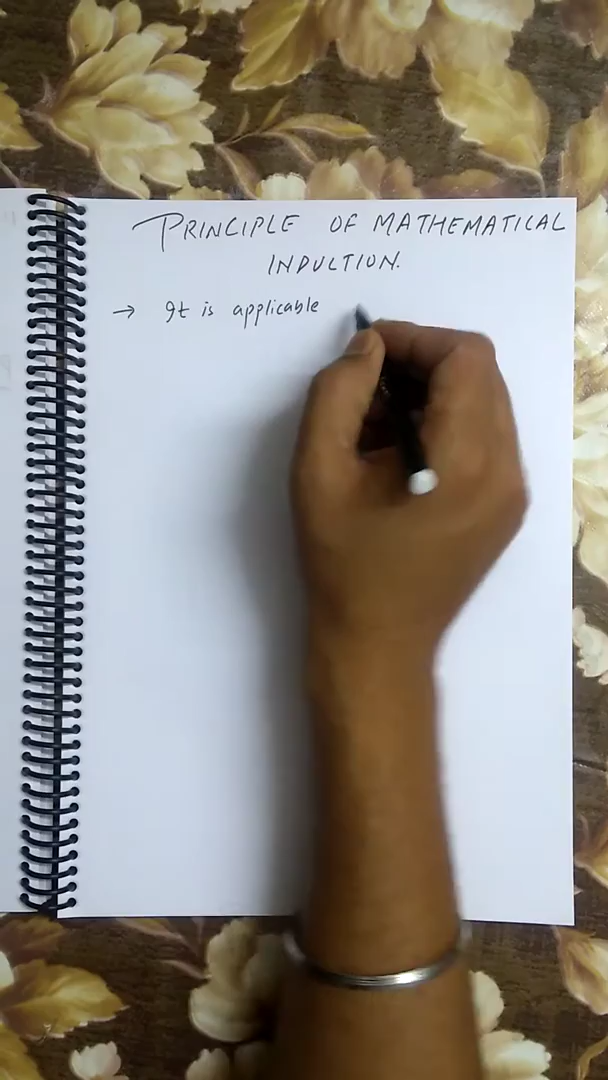 PRINCIPLE OF MATHEMATICAL
INDUCTION.
→ It is applicable